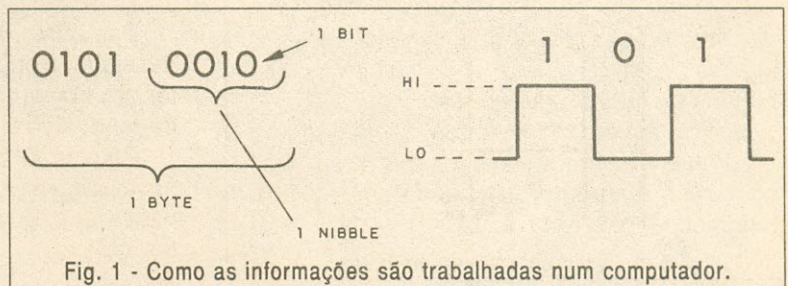 1 BIT
0101 0010
1 BYTE
1 NIBBLE
1 0 1
HI
LO
Fig. 1 - Como as informações são trabalhadas num computador.